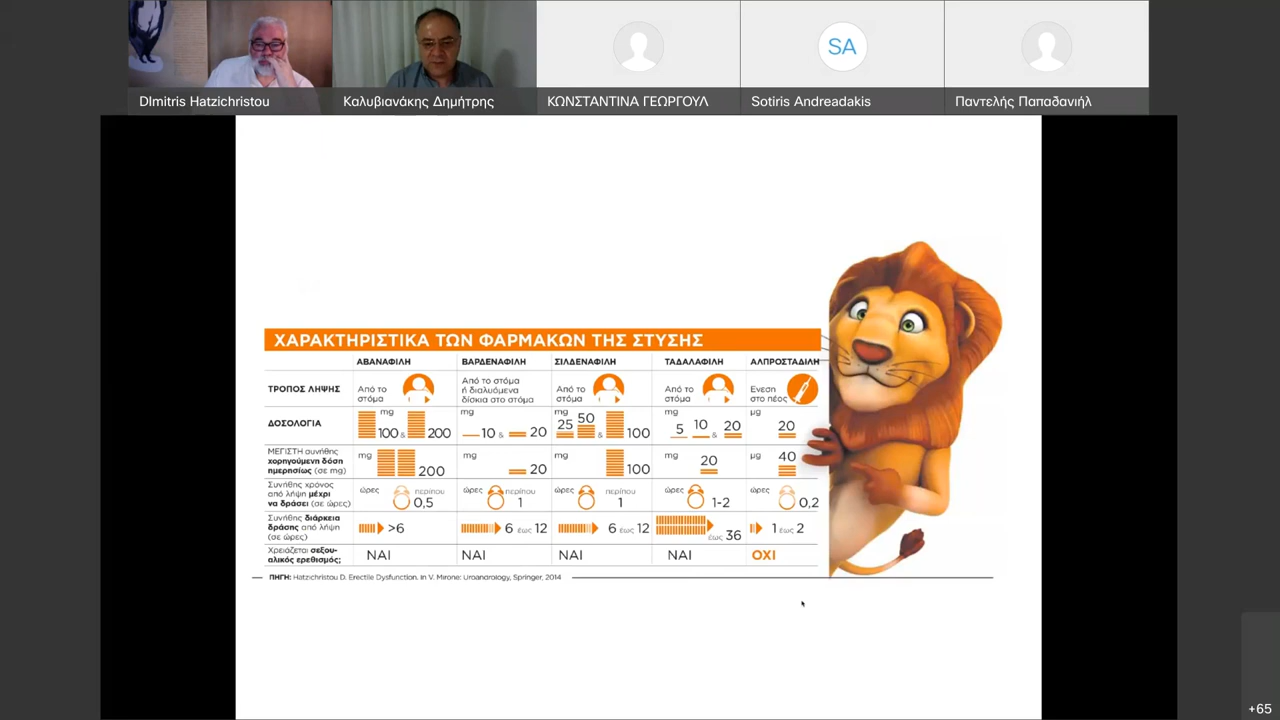 DImitris Hatzichristou
Καλυβιανάκης Δημήτρης
ΚΩΝΣΤΑΝΤΙΝΑ ΓΕΩΡΓΟΥΛ
SA
Sotiris Andreadakis
Παντελής Παπαδανιήλ
ΧΑΡΑΚΤΗΡΙΣΤΙΚΑ ΤΩΝ ΦΑΡΜΑΚΩΝ ΤΗΣ ΣΤΥΣΗΣ
ΑΒΑΝΑΦΙΛΗ ΒΑΡΔΕΝΑΦΙΛΗ ΣΙΛΔΕΝΑΦΙΛΗ ΤΑΔΑΛΑΦΙΛΗ ΑΛΠΡΟΣΤΑΔΙΛΗ
ΤΡΟΠΟΣ ΛΗΨΗΣ
Από το
στόμα
Από το στόμα
ή διαλυόμενα
δίσκια στο στόμα
Από το
στόμα
Από το
στόμα
Ενεση
στο πέος
ΔΟΣΟΛΟΓΙΑ
mg 100 & 200
mg 10 & 20
mg 25 50 & 100
mg 5 10 & 20
μg 20
ΜΕΓΙΣΤΗ συνήθης
χορηγούμενη δόση
ημερησίως (σε mg)
200
mg 20
mg 100
mg 20
μg 40
Συνήθης χρόνος
από λήψη μέχρι
να δράσει (σε ώρες)
ώρες περίπου 0,5
ώρες περίπου 1
ώρες περίπου 1
ώρες 1-2
ώρες 0,2
Συνήθης διάρκεια
δράσης από λήψη
(σε ώρες)
>6
6 έως 12
6 έως 12
έως 36
1 έως 2
Χρειάζεται σεξου-
αλικός ερεθισμός;
ΝΑΙ ΝΑΙ ΝΑΙ ΝΑΙ ΟΧΙ
ΠΗΓΗ: Hatzichristou D. Erectile Dysfunction. In V. Mirone: Uroandrology, Springer, 2014
+65